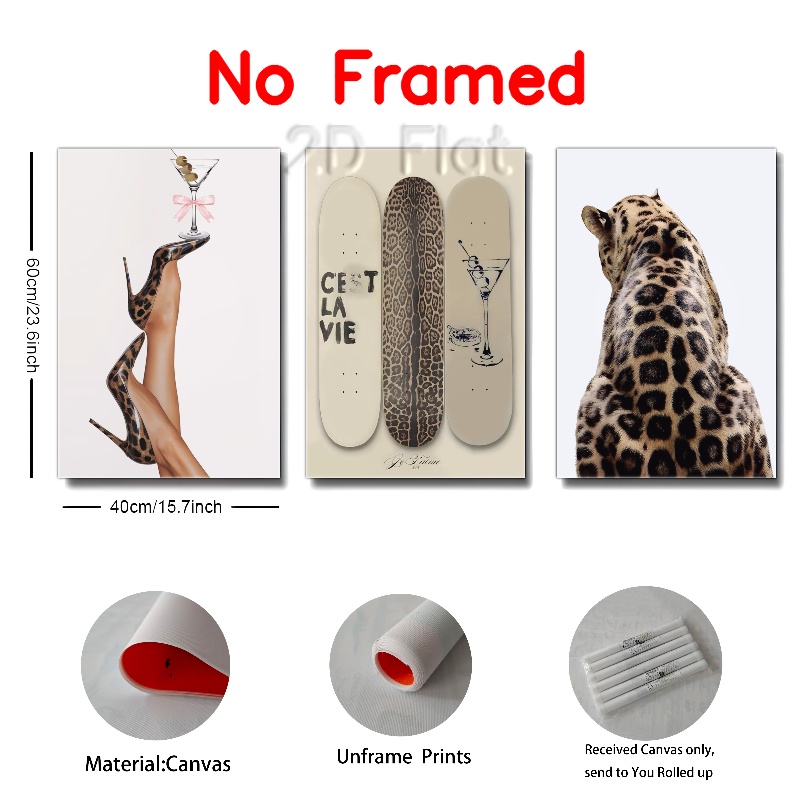 No Framed
2D Flat
C'EST
LA
VIE
60cm/23.6inch
40cm/15.7inch
Material:Canvas
Unframe Prints
Received Canvas only,
send to You Rolled up